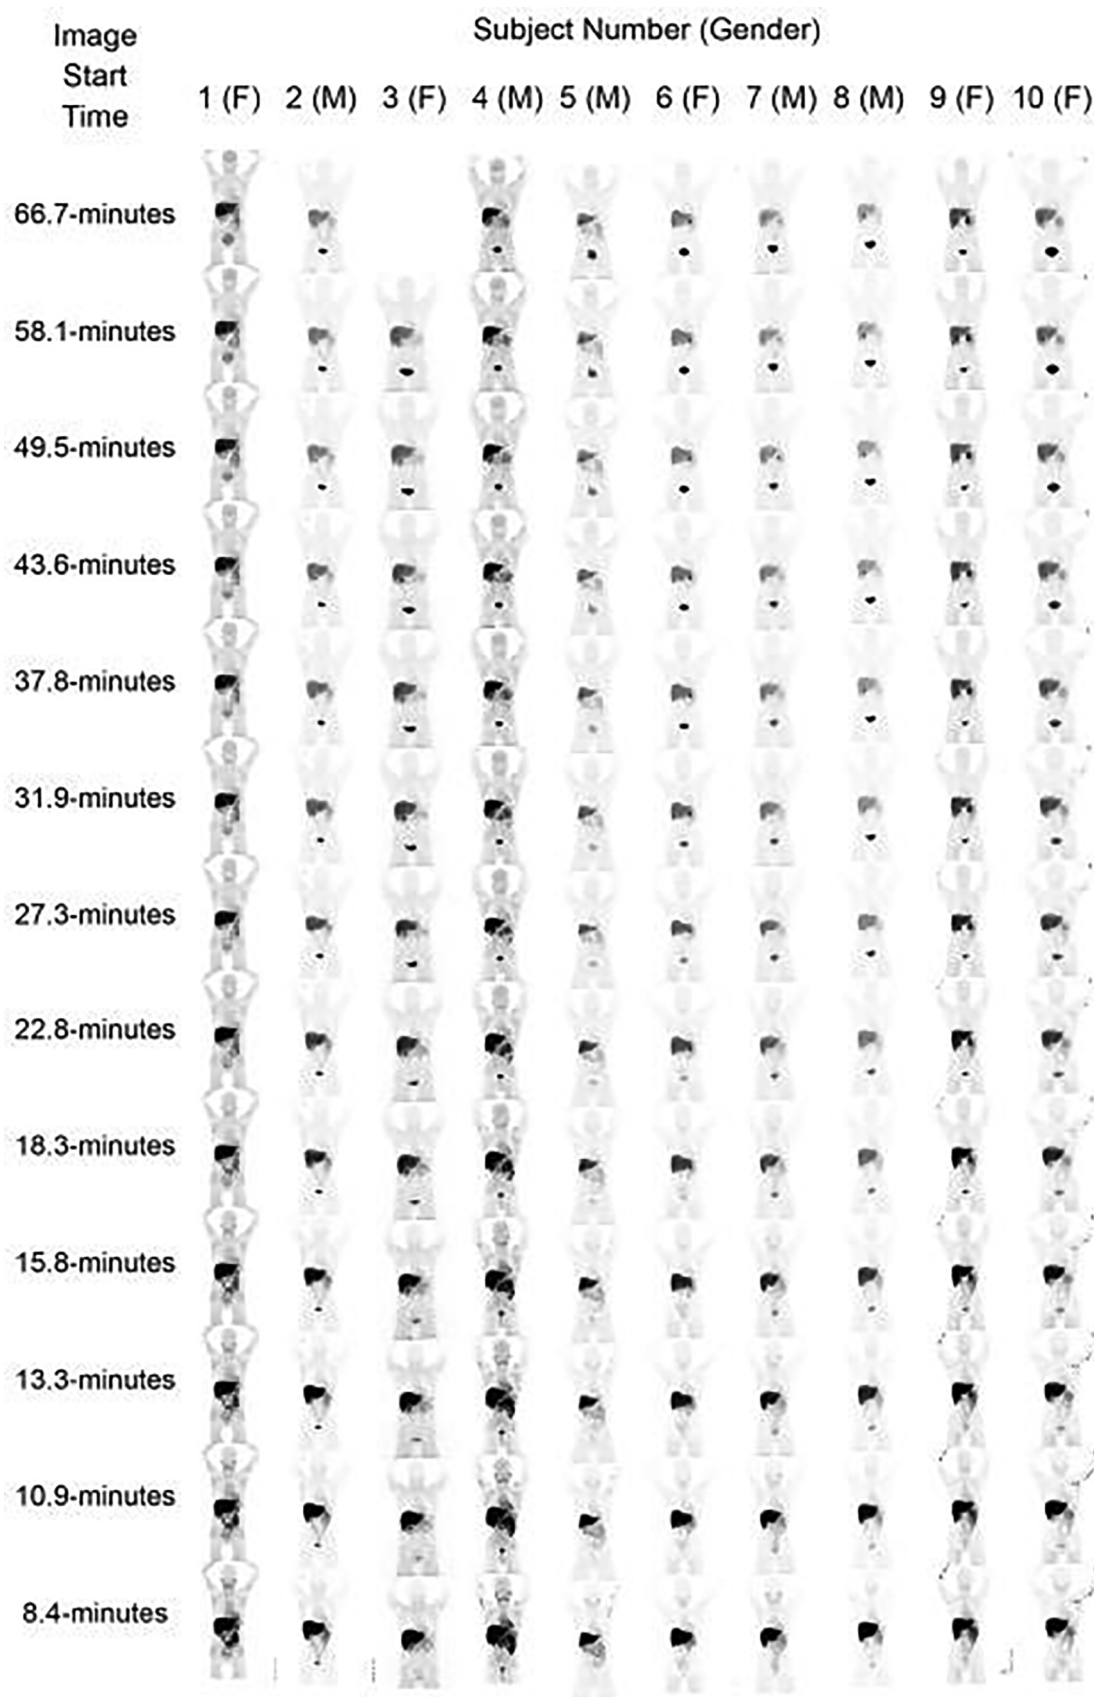 Image
Start
Time
Subject Number (Gender)
1 (F) 2 (M) 3 (F) 4 (M) 5 (M) 6 (F) 7 (M) 8 (M) 9 (F) 10 (F)
66.7-minutes
58.1-minutes
49.5-minutes
43.6-minutes
37.8-minutes
31.9-minutes
27.3-minutes
22.8-minutes
18.3-minutes
15.8-minutes
13.3-minutes
10.9-minutes
8.4-minutes